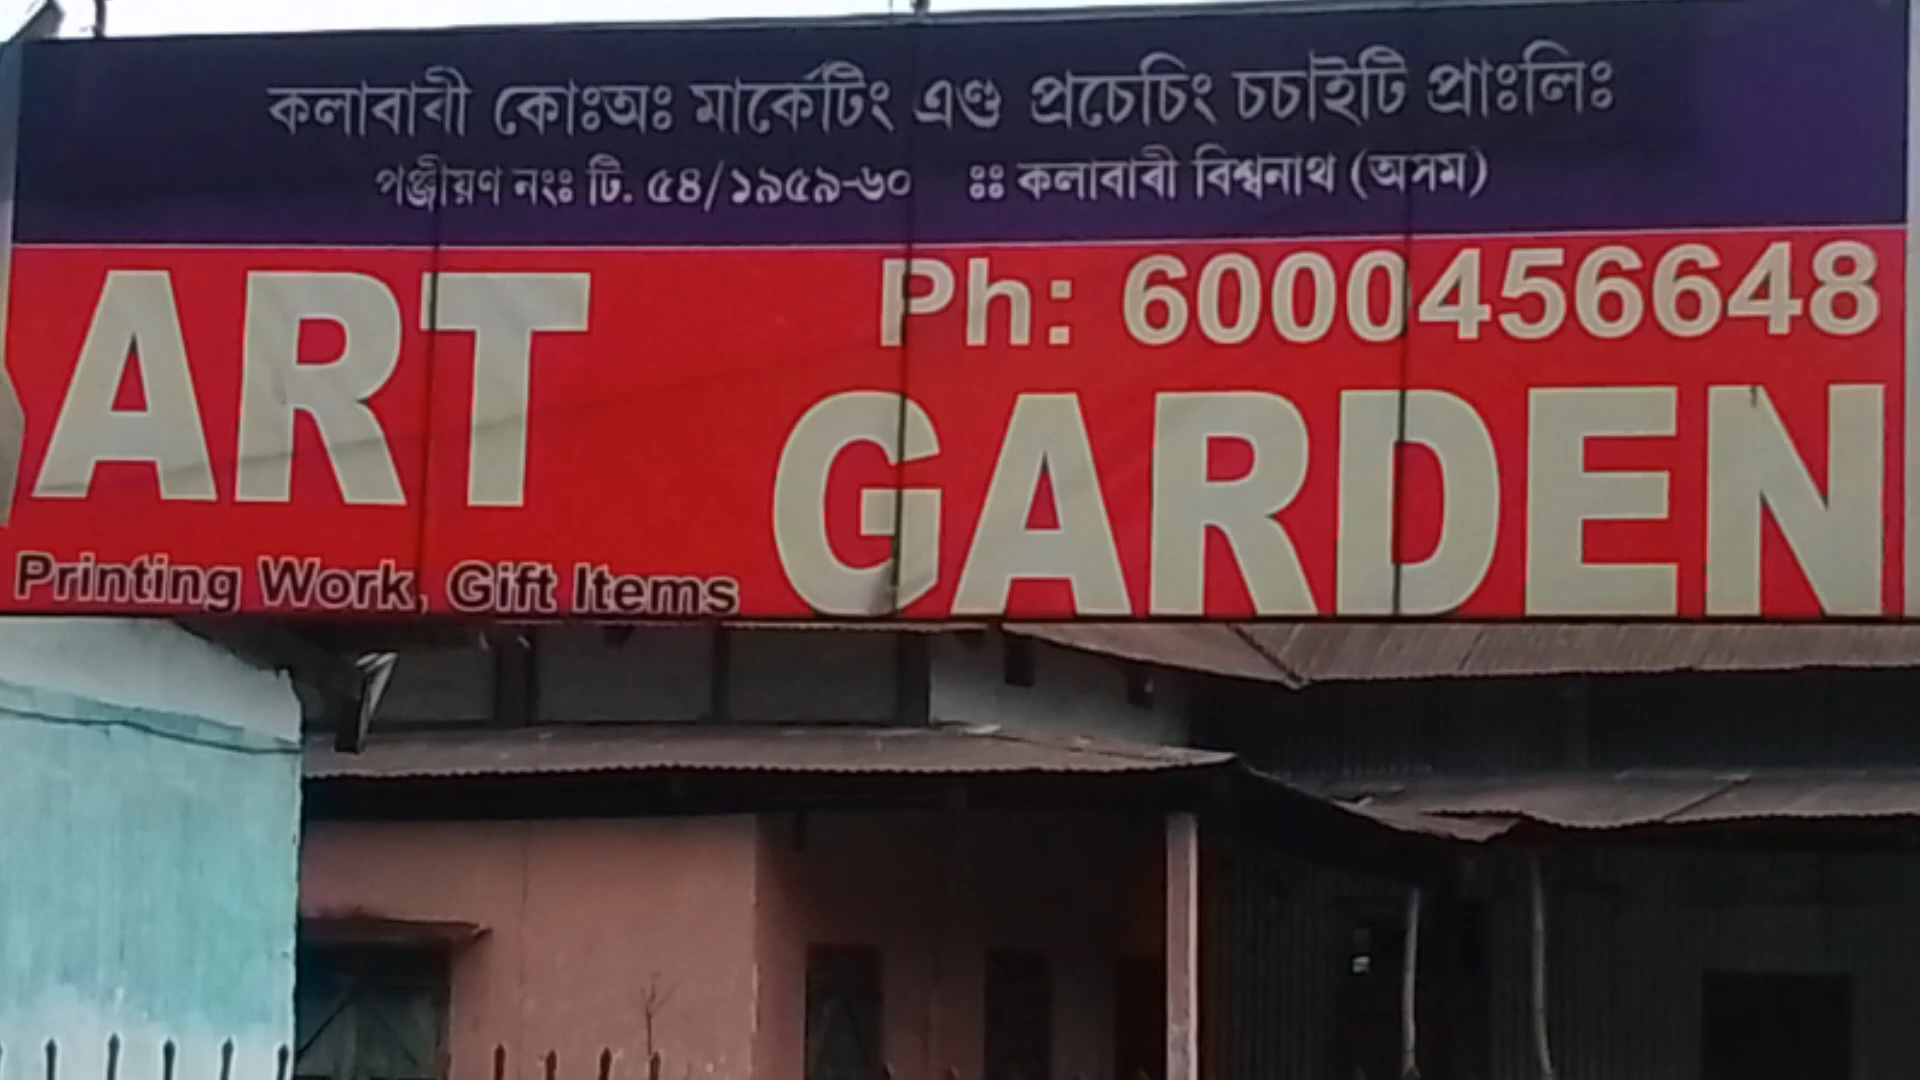 কলাবাৰী কোঃঅঃ মাৰ্কেটিং এণ্ড প্ৰচেচিং চচাইটি প্ৰাঃলিঃ
পঞ্জীয়ণ নংঃ টি. ৫৪/১৯৫৯-৬০ ঃঃ কলাবাৰী বিশ্বনাথ (অসম)
Ph: 6000456648
ART GARDEN
Printing Work, Gift Items